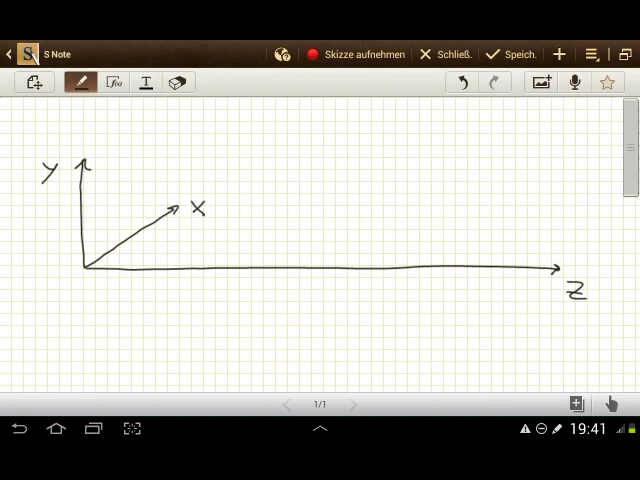 S Note
Skizze aufnehmen
Schließ.
Speich.
f(x)
T
y
x
z
1/1
19:41